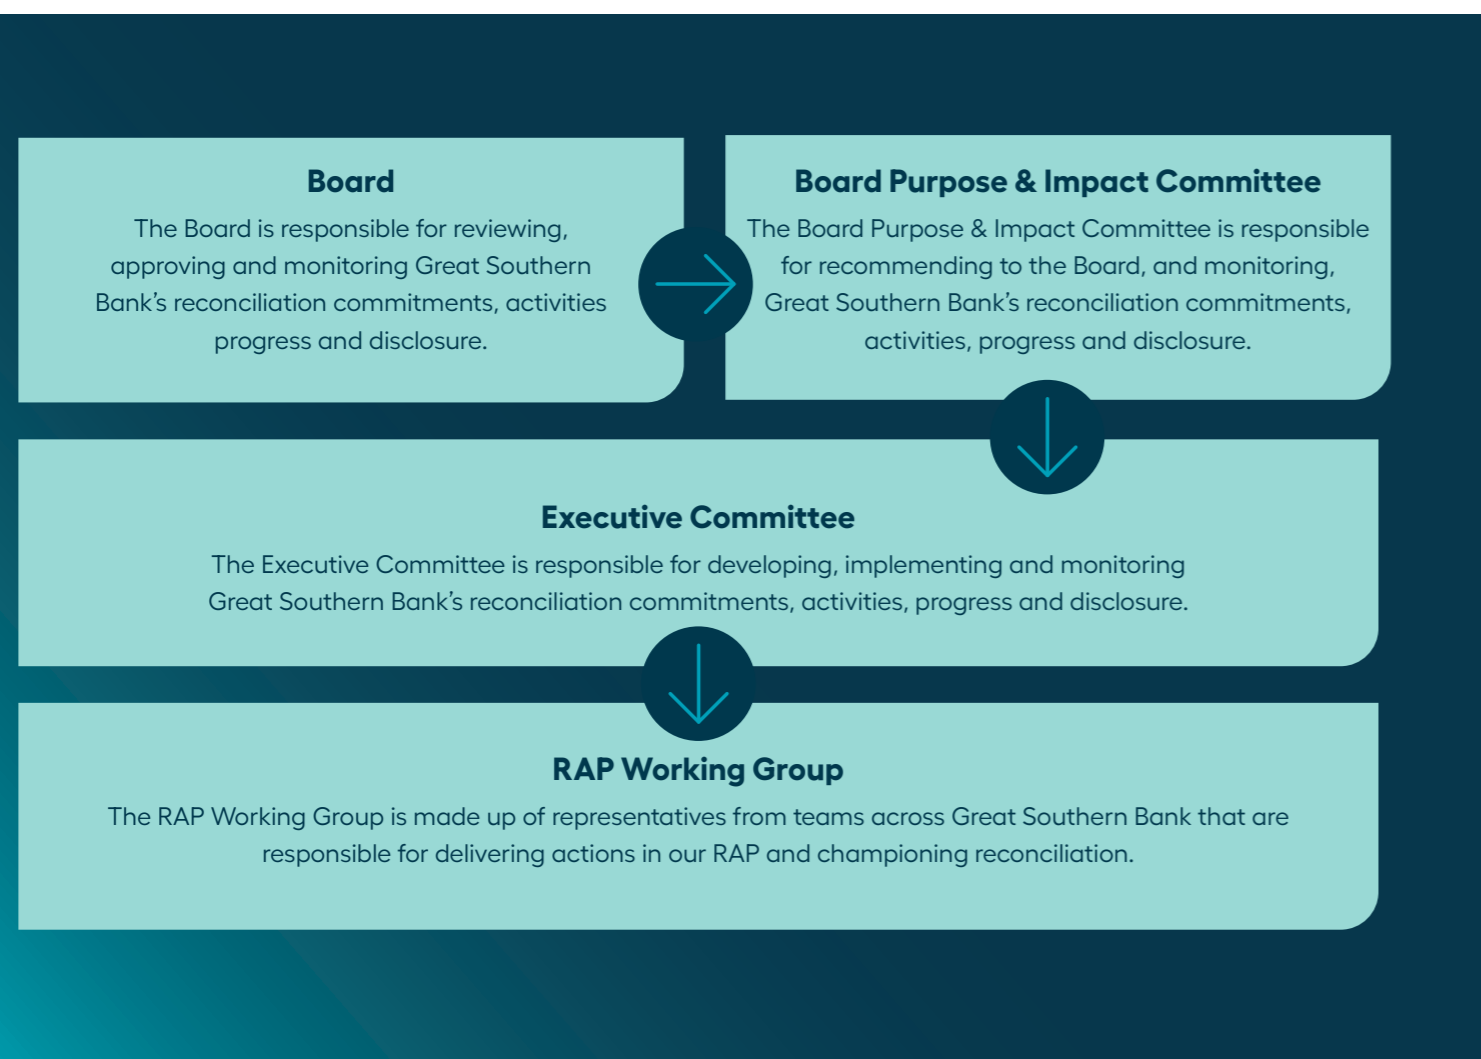 Board
The Board is responsible for reviewing,
approving and monitoring Great Southern
Bank's reconciliation commitments, activities
progress and disclosure.
Board Purpose & Impact Committee
The Board Purpose & Impact Committee is responsible
for recommending to the Board, and monitoring,
Great Southern Bank's reconciliation commitments,
activities, progress and disclosure.
Executive Committee
The Executive Committee is responsible for developing, implementing and monitoring
Great Southern Bank's reconciliation commitments, activities, progress and disclosure.
RAP Working Group
The RAP Working Group is made up of representatives from teams across Great Southern Bank that are
responsible for delivering actions in our RAP and championing reconciliation.